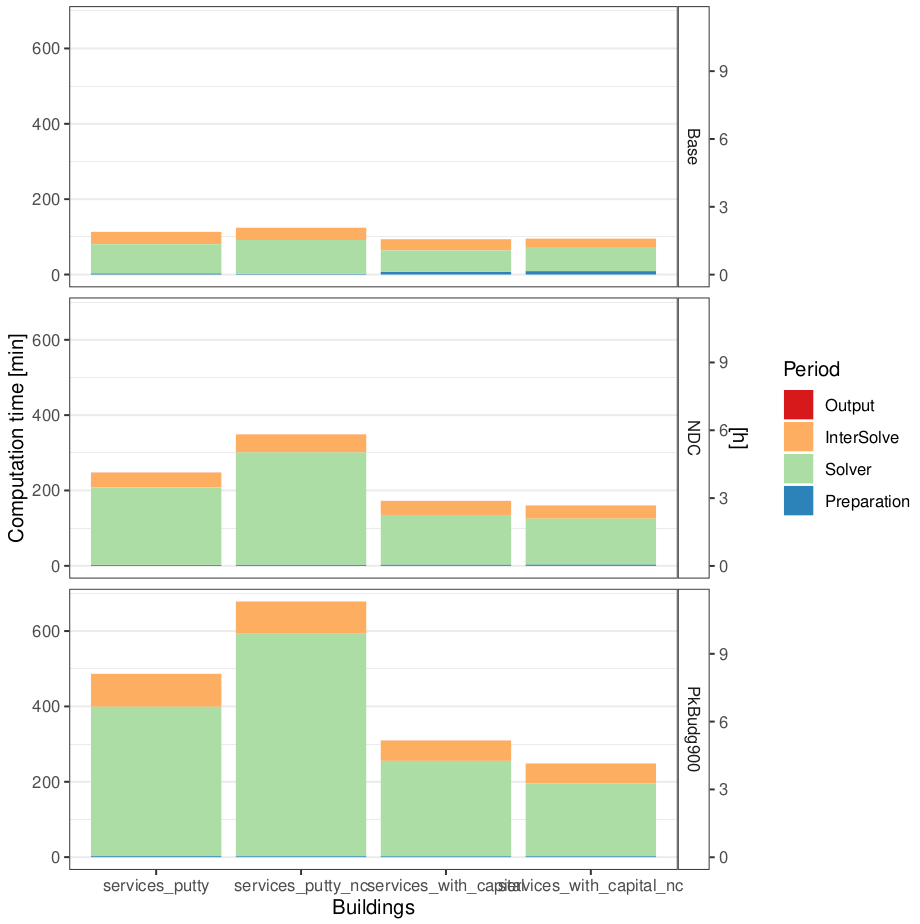 600
400
200
0
9
6
3
0
Base
600
400
200
0
9
6
3
0
NDC
600
400
200
0
9
6
3
0
PkBudg900
Computation time [min]
[h]
services_putty
services_putty_nc
services_with_capital
services_with_capital_nc
Buildings
Period
Output
InterSolve
Solver
Preparation